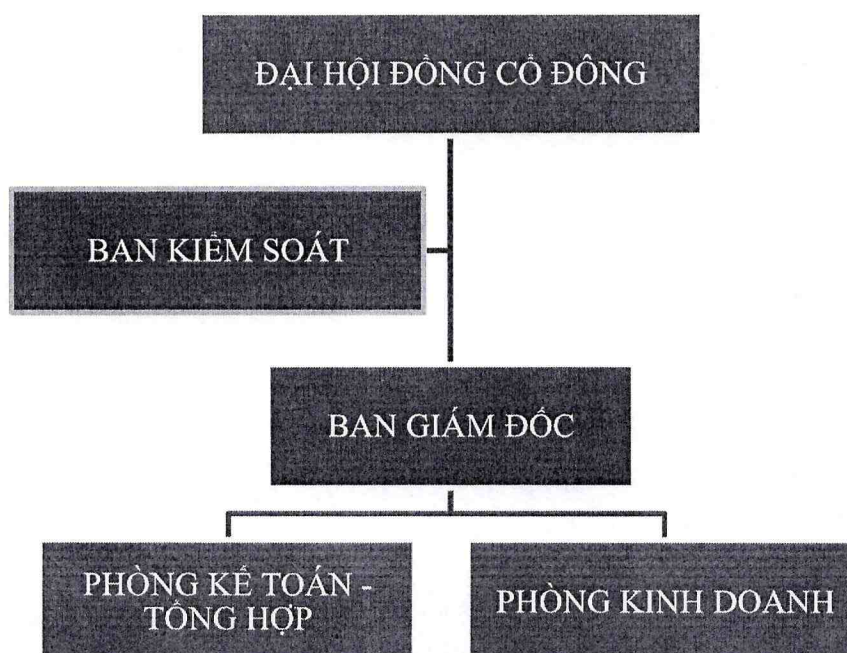 ĐẠI HỘI ĐỒNG CỔ ĐÔNG
BAN KIỂM SOÁT
BAN GIÁM ĐỐC
PHÒNG KẾ TOÁN -
TỔNG HỢP
PHÒNG KINH DOANH